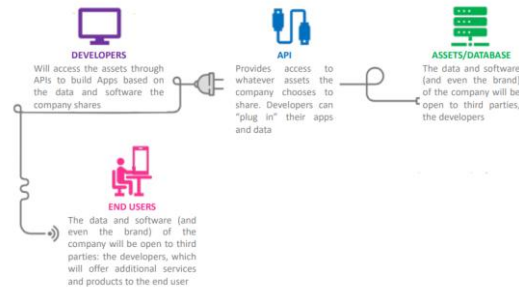 DEVELOPERS
Will access the assets through
APIs to build Apps based on
the data and software the
company shares
API
Provides access to
whatever assets the
company chooses to
share. Developers can
"plug in" their apps
and data
ASSETS/DATABASE
The data and software
(and even the brand)
of the company will be
open to third parties,
the developers
END USERS
The data and software (and
even the brand) of the
company will be open to third
parties: the developers, which
will offer additional services
and products to the end user